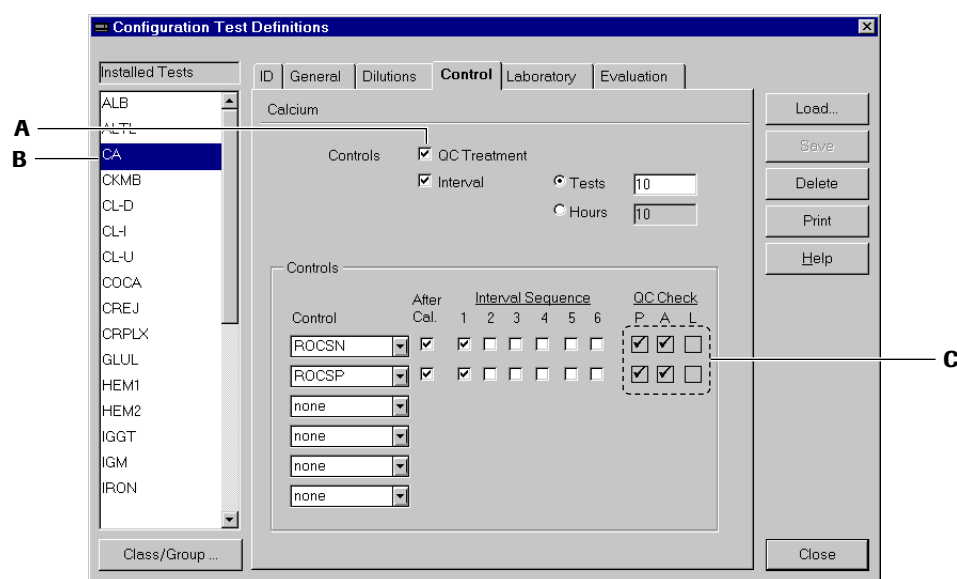 Configuration Test Definitions
Installed Tests
ID General Dilutions Control Laboratory Evaluation
ALB
ALTL
CA
CKMB
CL-D
CL-I
CL-U
COCA
CREJ
CRPLX
GLUL
HEM1
HEM2
IGGT
IGM
IRON
Class/Group ...
A
B
Calcium
Controls QC Treatment
Interval Tests 10
Hours 10
Controls
After Interval Sequence QC Check
Control Cal. 1 2 3 4 5 6 P A L
ROCSN
ROCSP
none
none
none
none
C
Load...
Save
Delete
Print
Help
Close